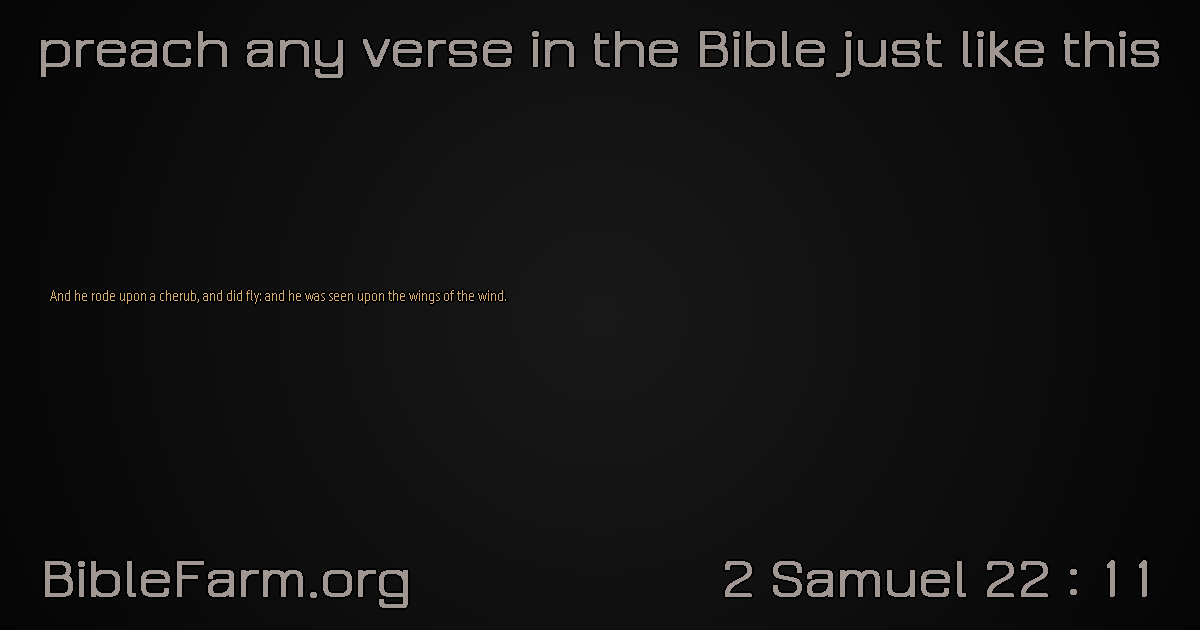 preach any verse in the Bible just like this
And he rode upon a cherub, and did fly: and he was seen upon the wings of the wind.
BibleFarm.org
2 Samuel 22 : 11